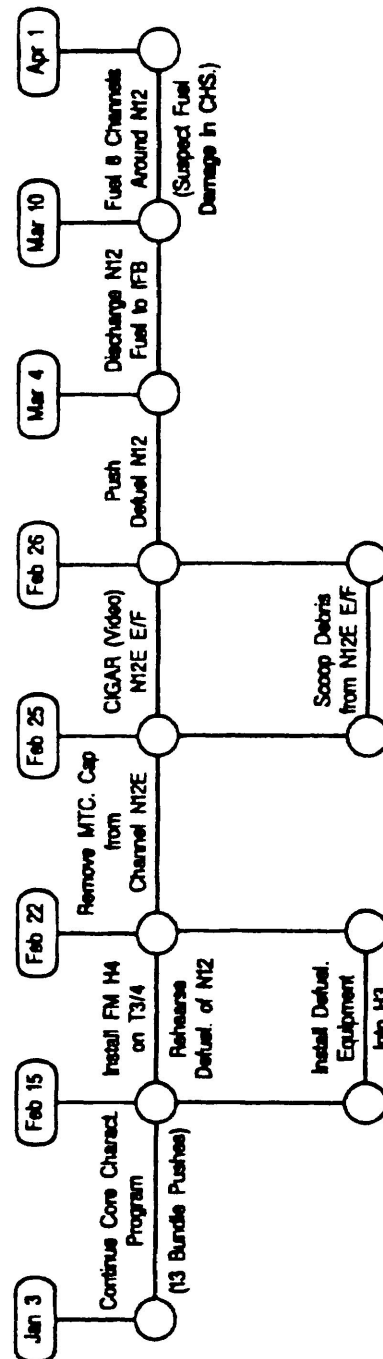 Jan 3
Continue Core Charact.
Program
(13 Bundle Pushes)
Feb 15
Install FM H4
on T3/4
Rehearse
Defuel. of N12
Install Defuel.
Equipment
Into H3
Feb 22
Remove MTC. Cap
from
Channel N12E
Feb 25
CIGAR (Video)
N12E E/F
Scoop Debris
from N12E E/F
Feb 26
Push
Defuel N12
Mar 4
Discharge N12
Fuel to IFB
Mar 10
Fuel 8 Channels
Around N12
(Suspect Fuel
Damage in CHS.)
Apr 1